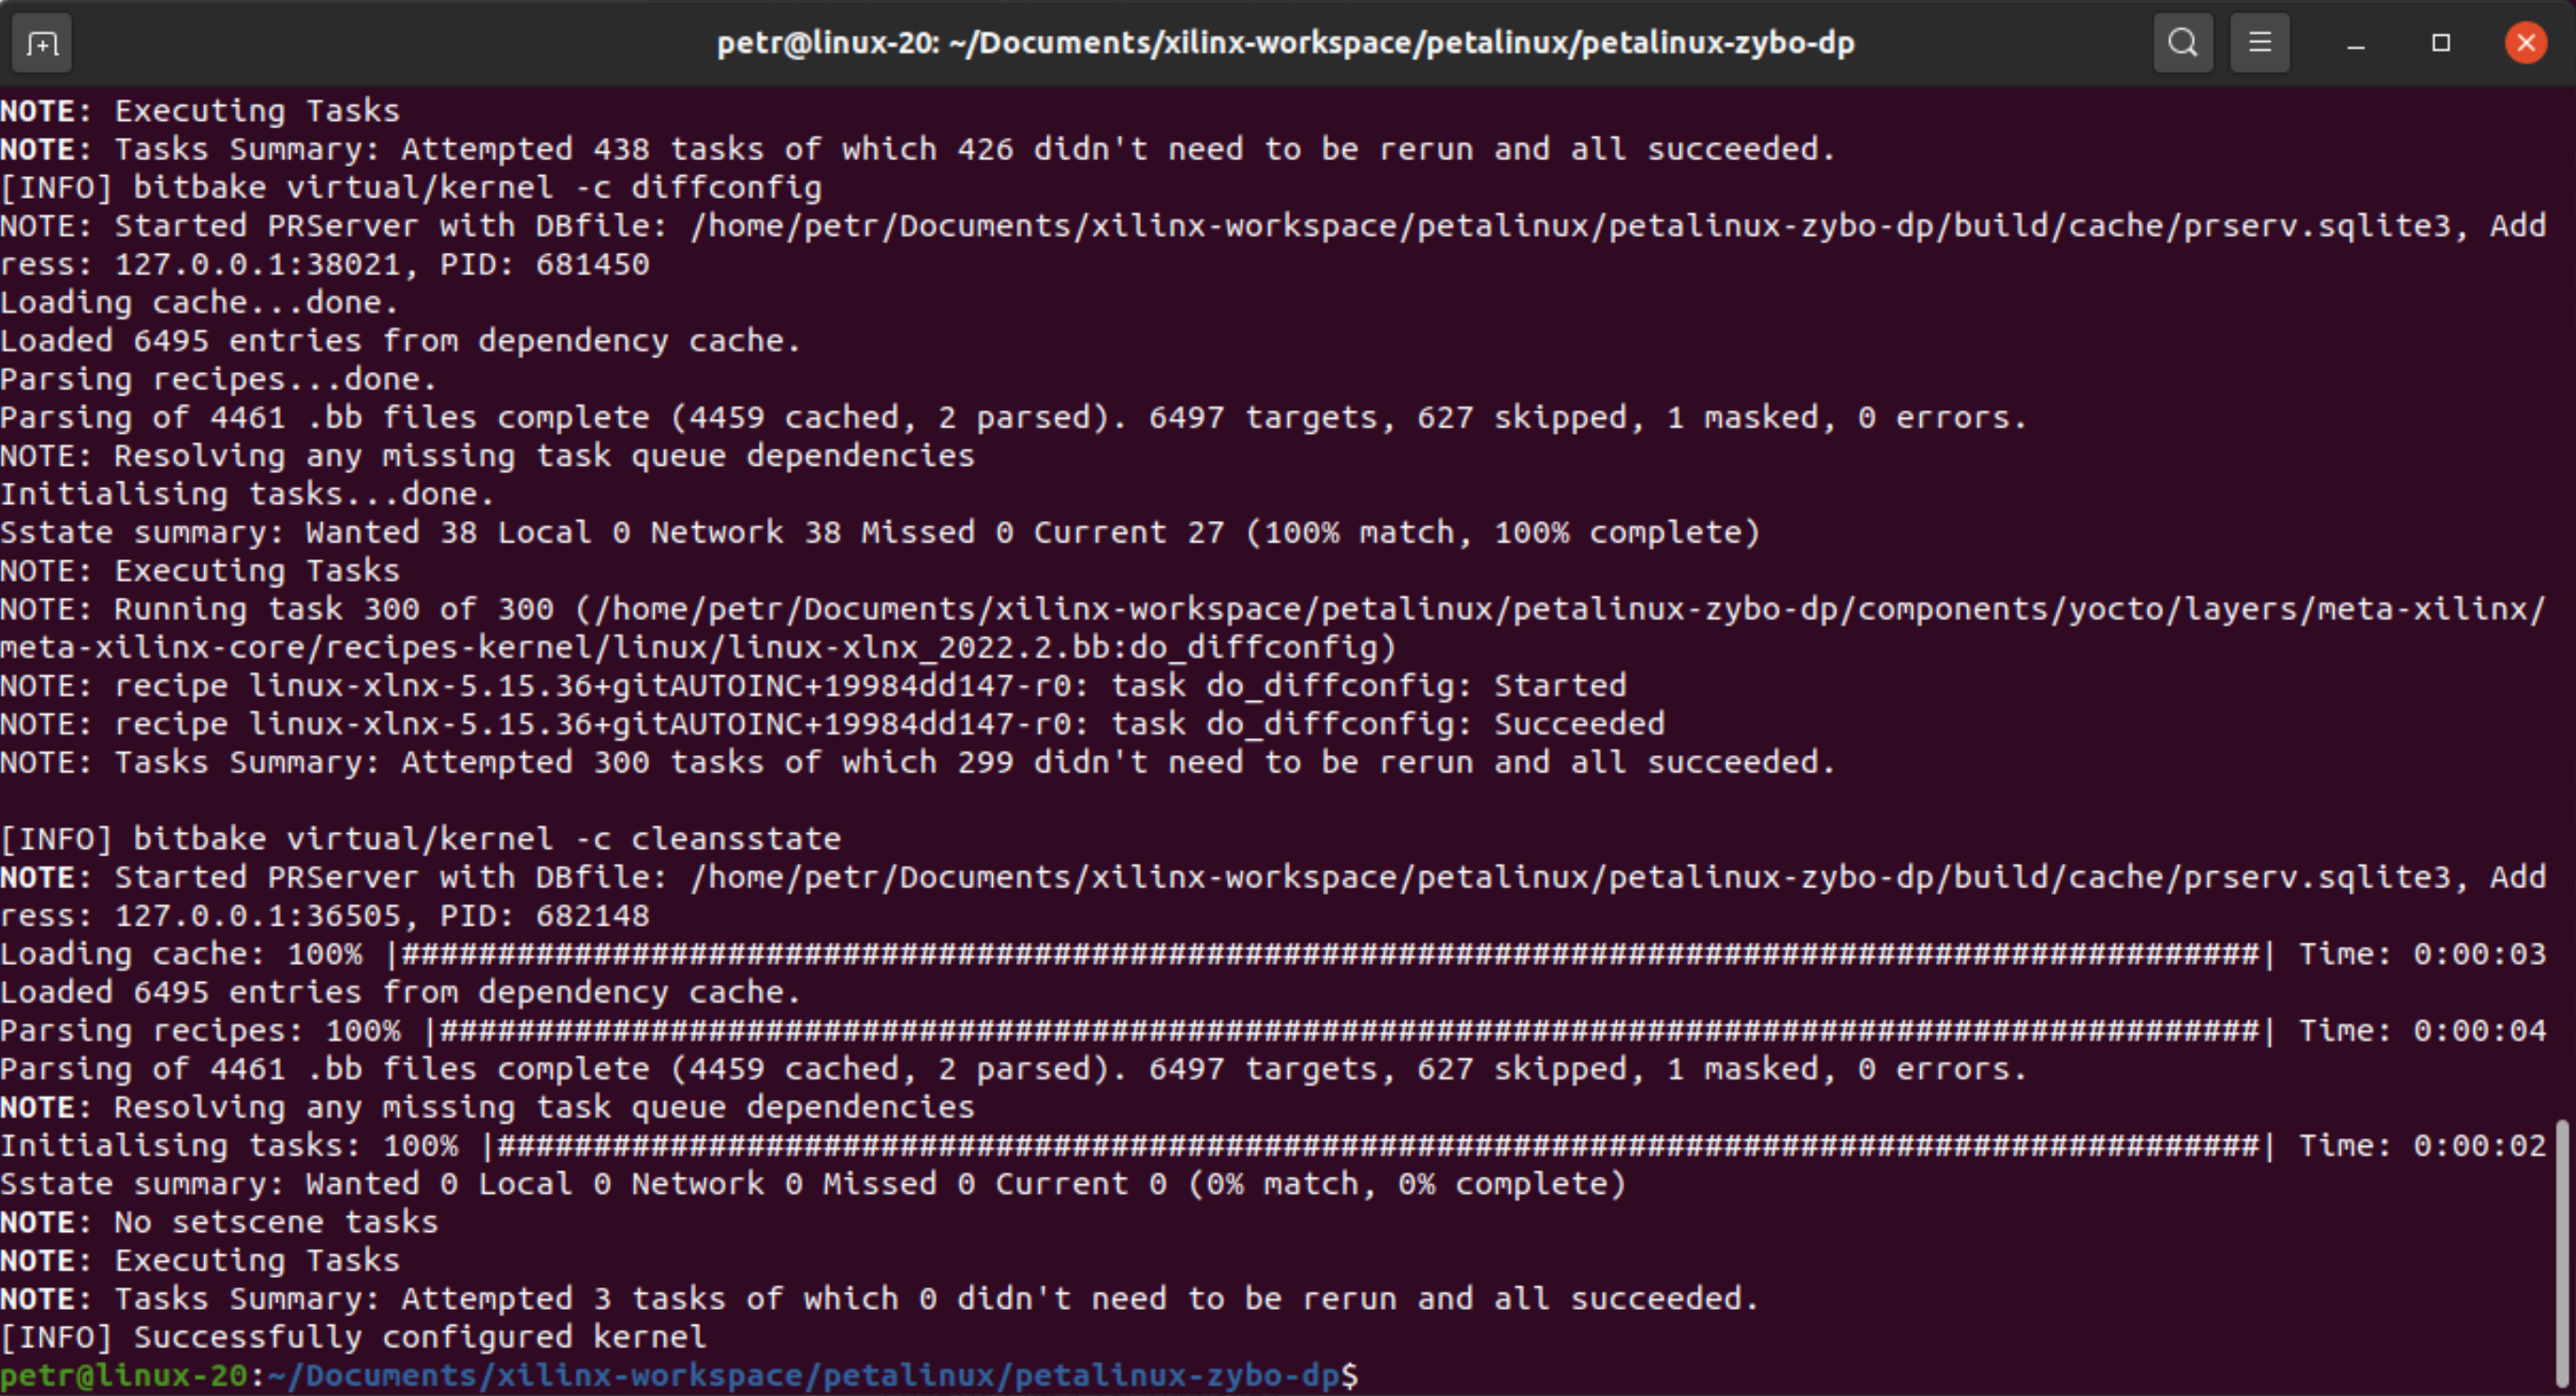 petr@linux-20: ~/Documents/xilinx-workspace/petalinux/petalinux-zybo-dp
NOTE: Executing Tasks
NOTE: Tasks Summary: Attempted 438 tasks of which 426 didn't need to be rerun and all succeeded.
[INFO] bitbake virtual/kernel -c diffconfig
NOTE: Started PRServer with DBfile: /home/petr/Documents/xilinx-workspace/petalinux/petalinux-zybo-dp/build/cache/prserv.sqlite3, Add
ress: 127.0.0.1:38021, PID: 681450
Loading cache...done.
Loaded 6495 entries from dependency cache.
Parsing recipes...done.
Parsing of 4461 .bb files complete (4459 cached, 2 parsed). 6497 targets, 627 skipped, 1 masked, 0 errors.
NOTE: Resolving any missing task queue dependencies
Initialising tasks...done.
Sstate summary: Wanted 38 Local 0 Network 38 Missed 0 Current 27 (100% match, 100% complete)
NOTE: Executing Tasks
NOTE: Running task 300 of 300 (/home/petr/Documents/xilinx-workspace/petalinux/petalinux-zybo-dp/components/yocto/layers/meta-xilinx/
meta-xilinx-core/recipes-kernel/linux/linux-xlnx_2022.2.bb:do_diffconfig)
NOTE: recipe linux-xlnx-5.15.36+gitAUTOINC+19984dd147-r0: task do_diffconfig: Started
NOTE: recipe linux-xlnx-5.15.36+gitAUTOINC+19984dd147-r0: task do_diffconfig: Succeeded
NOTE: Tasks Summary: Attempted 300 tasks of which 299 didn't need to be rerun and all succeeded.
[INFO] bitbake virtual/kernel -c cleansstate
NOTE: Started PRServer with DBfile: /home/petr/Documents/xilinx-workspace/petalinux/petalinux-zybo-dp/build/cache/prserv.sqlite3, Add
ress: 127.0.0.1:36505, PID: 682148
Loading cache: 100% |#################################################################################################| Time: 0:00:03
Loaded 6495 entries from dependency cache.
Parsing recipes: 100% |###############################################################################################| Time: 0:00:04
Parsing of 4461 .bb files complete (4459 cached, 2 parsed). 6497 targets, 627 skipped, 1 masked, 0 errors.
NOTE: Resolving any missing task queue dependencies
Initialising tasks: 100% |############################################################################################| Time: 0:00:02
Sstate summary: Wanted 0 Local 0 Network 0 Missed 0 Current 0 (0% match, 0% complete)
NOTE: No setscene tasks
NOTE: Executing Tasks
NOTE: Tasks Summary: Attempted 3 tasks of which 0 didn't need to be rerun and all succeeded.
[INFO] Successfully configured kernel
petr@linux-20:~/Documents/xilinx-workspace/petalinux/petalinux-zybo-dp$